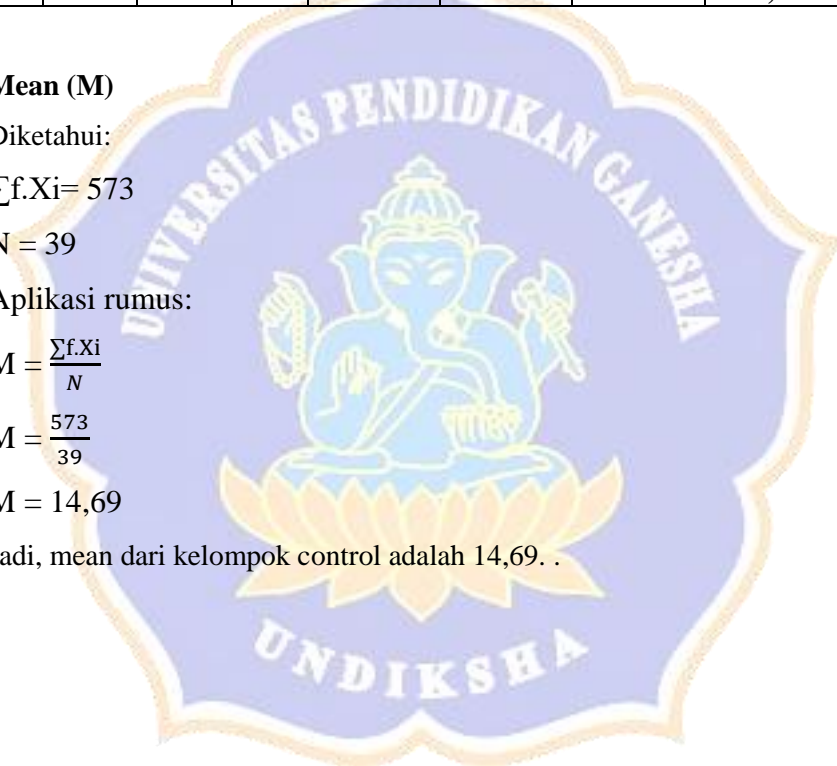 Mean (M)
Diketahui:
∑f.Xi= 573
N = 39
Aplikasi rumus:
M = ∑f.Xi / N
M = 573 / 39
M = 14,69
adi, mean dari kelompok control adalah 14,69. .
UNIVERSITAS PENDIDIKAN GANESHA
UNDIKSHA